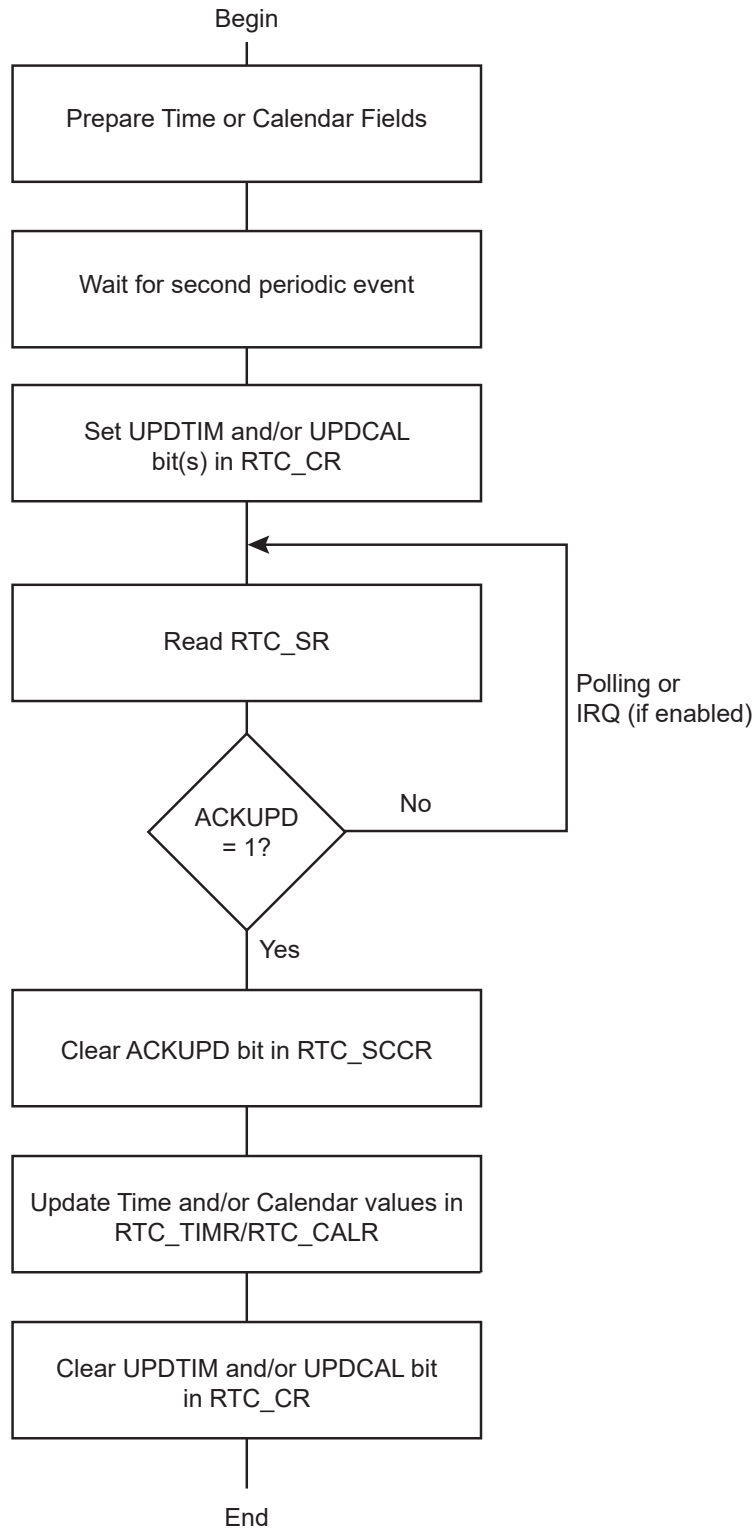 Begin
Prepare Time or Calendar Fields
Wait for second periodic event
Set UPDTIM and/or UPDCAL
bit(s) in RTC_CR
Read RTC_SR
Polling or
IRQ (if enabled)
ACKUPD
= 1?
No
Yes
Clear ACKUPD bit in RTC_SCCR
Update Time and/or Calendar values in
RTC_TIMR/RTC_CALR
Clear UPDTIM and/or UPDCAL bit
in RTC_CR
End